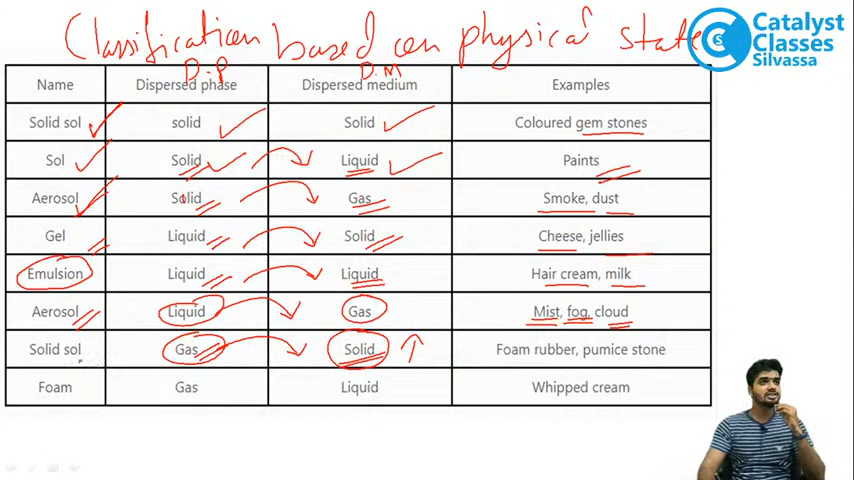 Classification based on physical state
Catalyst
Classes
Silvassa
D.P
D.M
Name Dispersed phase Dispersed medium Examples
Solid sol solid Solid Coloured gem stones
Sol Solid Liquid Paints
Aerosol Solid Gas Smoke, dust
Gel Liquid Solid Cheese, jellies
Emulsion Liquid Liquid Hair cream, milk
Aerosol Liquid Gas Mist, fog, cloud
Solid sol Gas Solid Foam rubber, pumice stone
Foam Gas Liquid Whipped cream